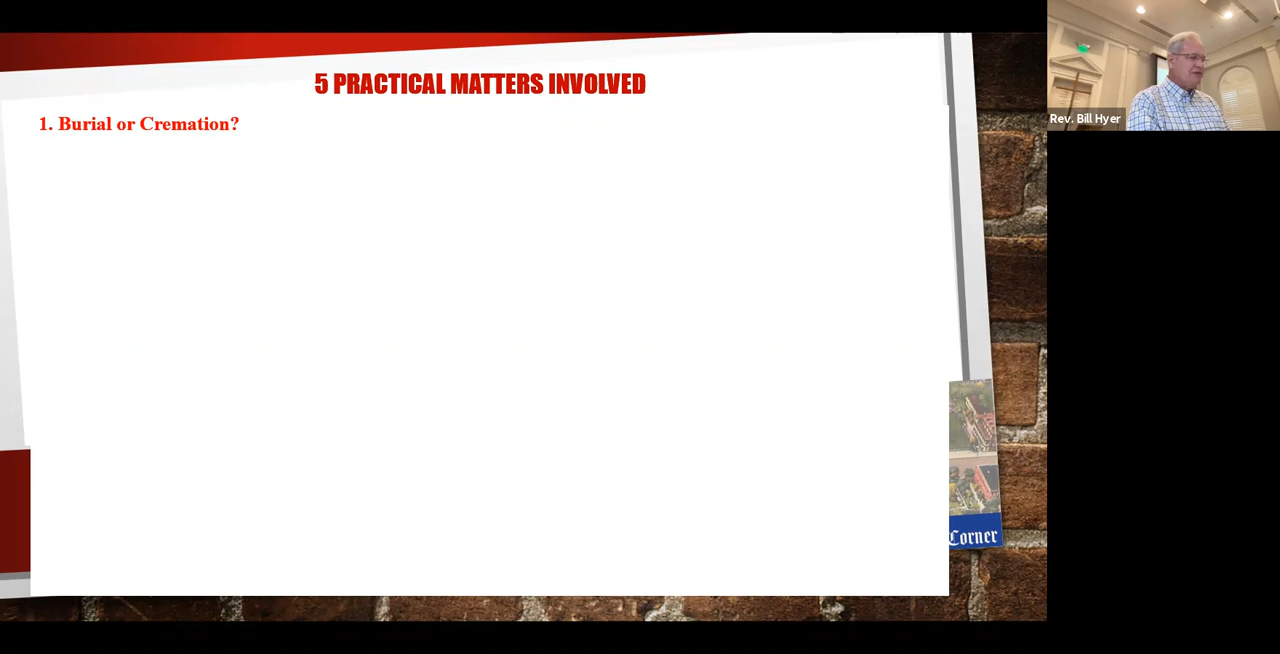 5 PRACTICAL MATTERS INVOLVED
1. Burial or Cremation?
Rev. Bill Hyer
Corner